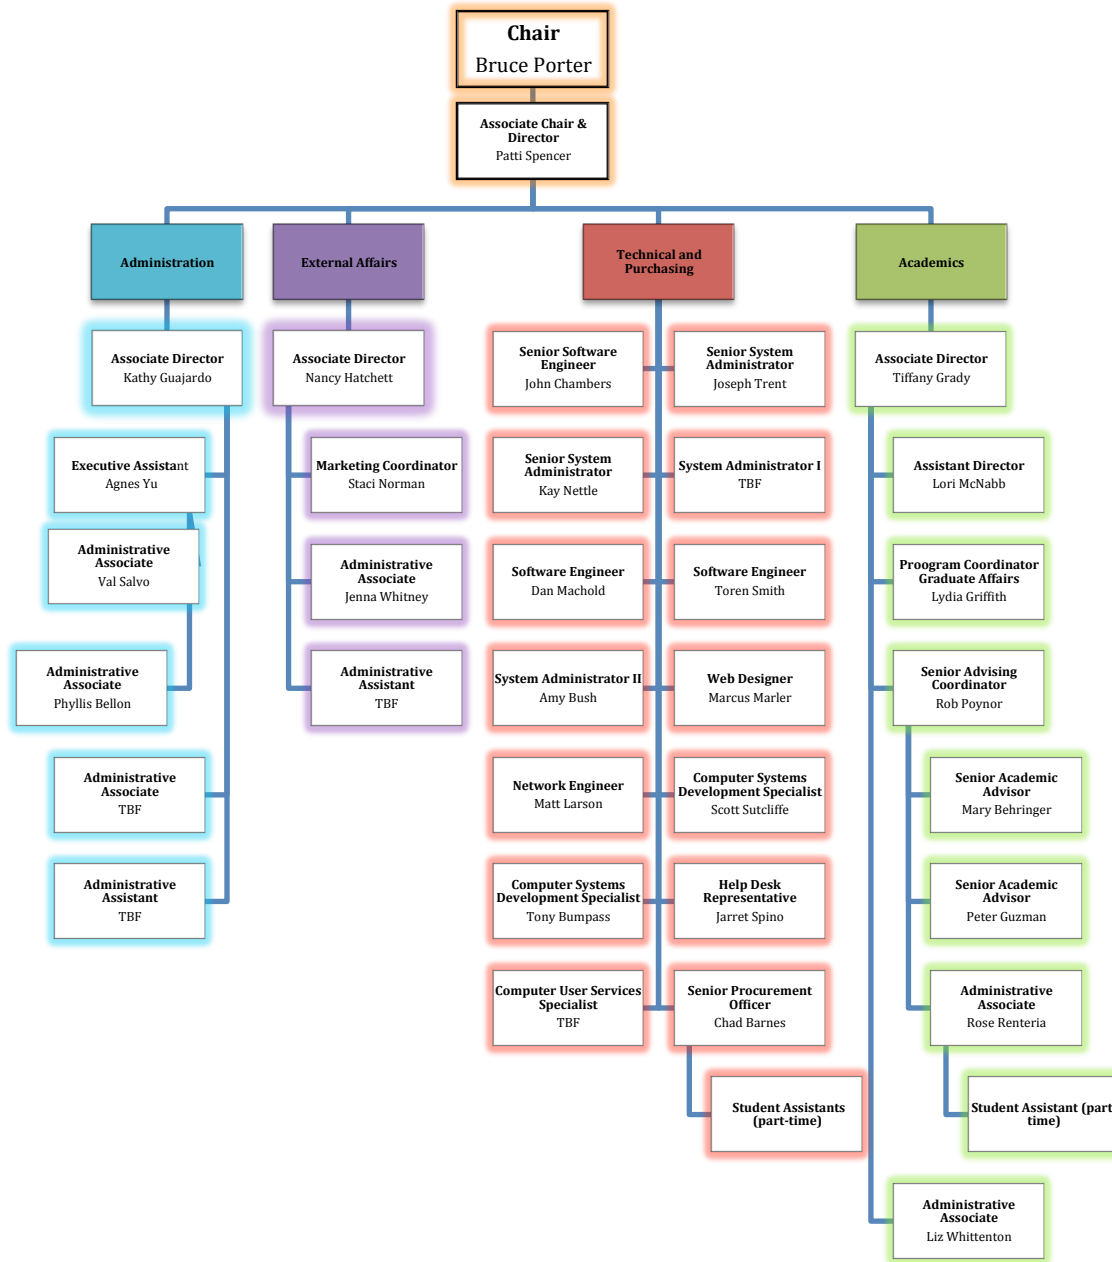 Chair
Bruce Porter
Associate Chair &
Director
Patti Spencer
Administration
External Affairs
Technical and
Purchasing
Academics
Associate Director
Kathy Guajardo
Executive Assistant
Agnes Yu
Administrative
Associate
Val Salvo
Administrative
Associate
Phyllis Bellon
Administrative
Associate
TBF
Administrative
Assistant
TBF
Associate Director
Nancy Hatchett
Marketing Coordinator
Staci Norman
Administrative
Associate
Jenna Whitney
Administrative
Assistant
TBF
Senior Software
Engineer
John Chambers
Senior System
Administrator
Joseph Trent
Senior System
Administrator
Kay Nettle
System Administrator I
TBF
Software Engineer
Dan Machold
Software Engineer
Toren Smith
System Administrator II
Amy Bush
Web Designer
Marcus Marler
Network Engineer
Matt Larson
Computer Systems
Development Specialist
Scott Sutcliffe
Computer Systems
Development Specialist
Tony Bumpass
Help Desk
Representative
Jarret Spino
Computer User Services
Specialist
TBF
Senior Procurement
Officer
Chad Barnes
Student Assistants
(part-time)
Associate Director
Tiffany Grady
Assistant Director
Lori McNabb
Proogram Coordinator
Graduate Affairs
Lydia Griffith
Senior Advising
Coordinator
Rob Poynor
Senior Academic
Advisor
Mary Behringer
Senior Academic
Advisor
Peter Guzman
Administrative
Associate
Rose Renteria
Student Assistant (part-
time)
Administrative
Associate
Liz Whittenton